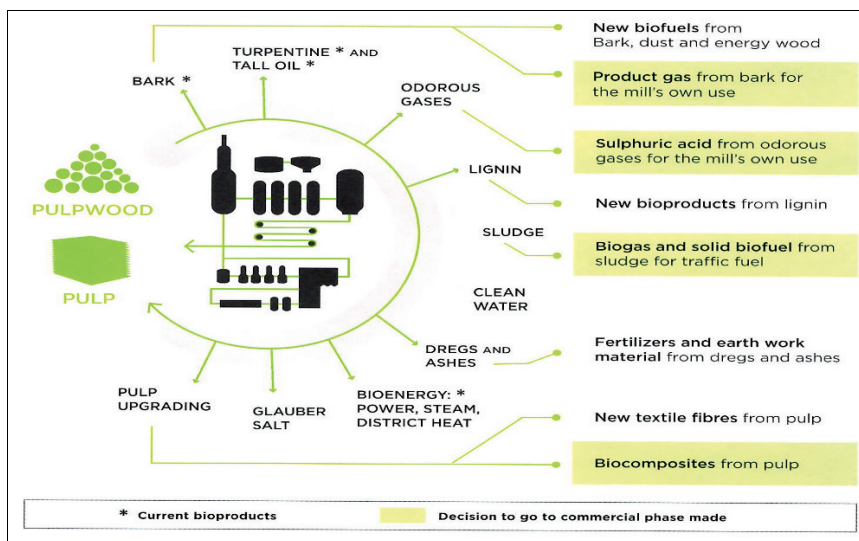 BARK *
TURPENTINE * AND
TALL OIL *
ODOROUS
GASES
LIGNIN
SLUDGE
CLEAN
WATER
DREGS AND
ASHES
BIOENERGY: *
POWER, STEAM,
DISTRICT HEAT
GLAUBER
SALT
PULP
UPGRADING
PULPWOOD
PULP
New biofuels from
Bark, dust and energy wood
Product gas from bark for
the mill's own use
Sulphuric acid from odorous
gases for the mill's own use
New bioproducts from lignin
Biogas and solid biofuel from
sludge for traffic fuel
Fertilizers and earth work
material from dregs and ashes
New textile fibres from pulp
Biocomposites from pulp
* Current bioproducts
Decision to go to commercial phase made